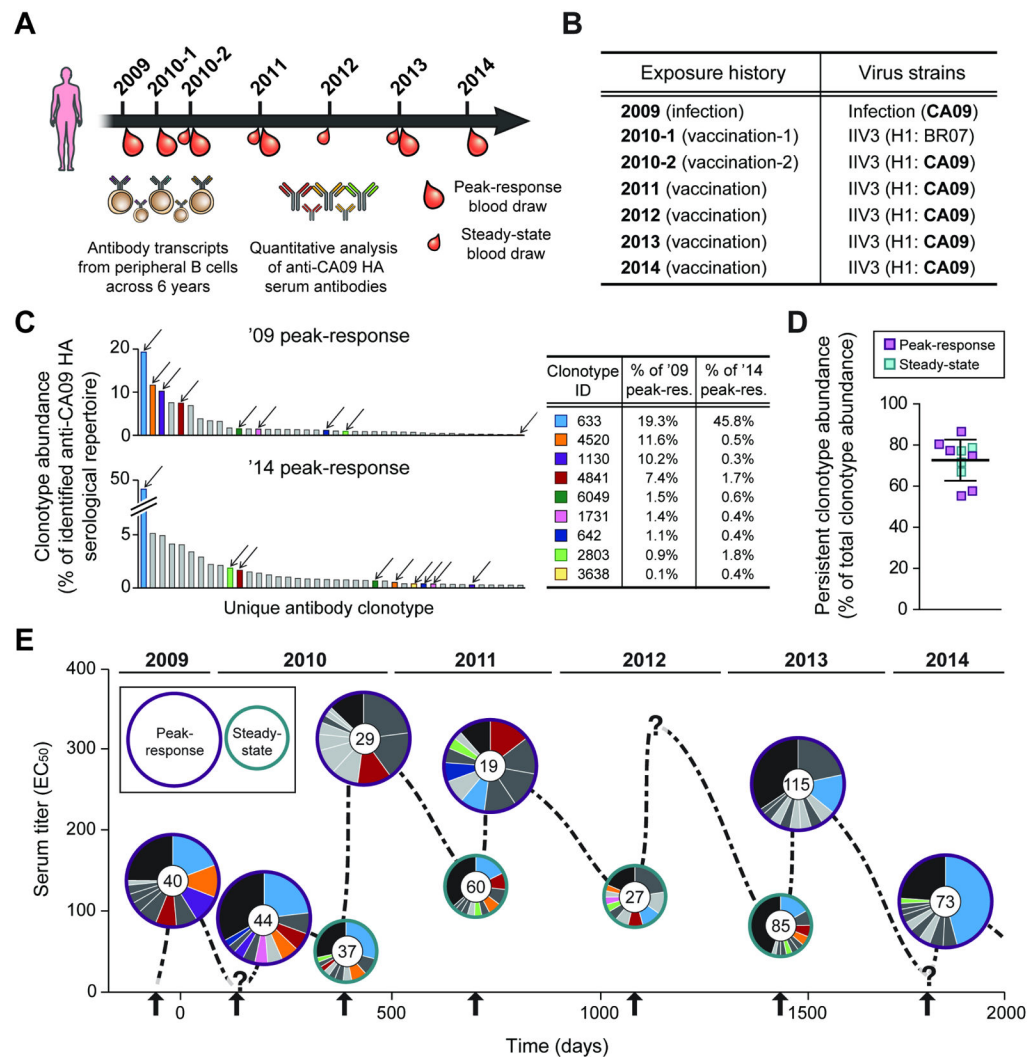 A
2009
2010-1
2010-2
2011
2012
2013
2014
Antibody transcripts
from peripheral B cells
across 6 years
Quantitative analysis
of anti-CA09 HA
serum antibodies
Peak-response
blood draw
Steady-state
blood draw
B
Exposure history Virus strains
2009 (infection) Infection (CA09)
2010-1 (vaccination-1) IIV3 (H1: BR07)
2010-2 (vaccination-2) IIV3 (H1: CA09)
2011 (vaccination) IIV3 (H1: CA09)
2012 (vaccination) IIV3 (H1: CA09)
2013 (vaccination) IIV3 (H1: CA09)
2014 (vaccination) IIV3 (H1: CA09)
C
Clonotype abundance
(% of identified anti-CA09 HA
serological repertoire)
'09 peak-response
20
10
0
'14 peak-response
50
5
0
Unique antibody clonotype
Clonotype ID % of '09 peak-res. % of '14 peak-res.
633 19.3% 45.8%
4520 11.6% 0.5%
1130 10.2% 0.3%
4841 7.4% 1.7%
6049 1.5% 0.6%
1731 1.4% 0.4%
642 1.1% 0.4%
2803 0.9% 1.8%
3638 0.1% 0.4%
D
Peak-response
Steady-state
Persistent clonotype abundance
(% of total clonotype abundance)
100
80
60
40
20
0
E
2009 2010 2011 2012 2013 2014
Serum titer (EC50)
400
300
200
100
0
Peak-
response
Steady-
state
40
44
?
37
29
60
19
27
?
85
115
73
?
0 500 1000 1500 2000
Time (days)